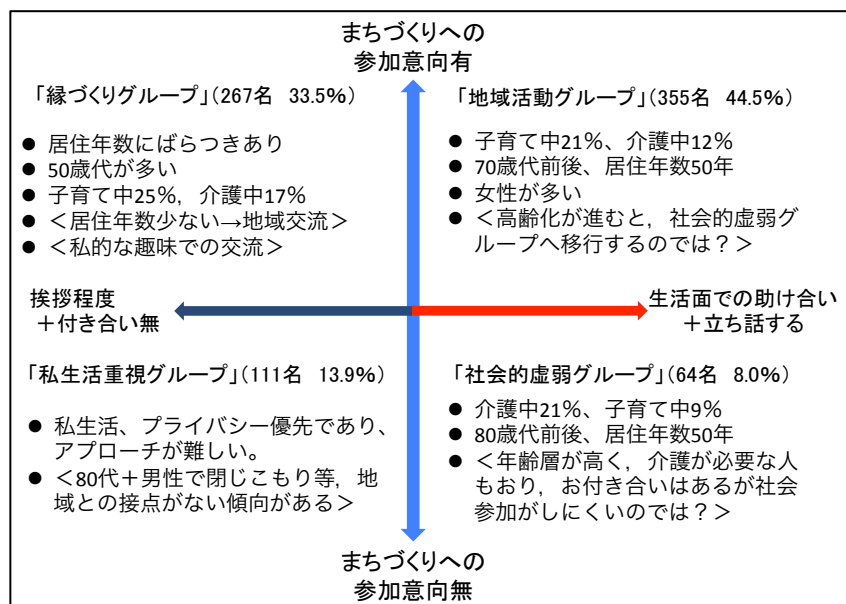 まちづくりへの
参加意向有
「縁づくりグループ」(267名 33.5%)
● 居住年数にばらつきあり
● 50歳代が多い
● 子育て中25%，介護中17%
● ＜居住年数少ない→地域交流＞
● ＜私的な趣味での交流＞
「地域活動グループ」(355名 44.5%)
● 子育て中21%、介護中12%
● 70歳代前後、居住年数50年
● 女性が多い
● ＜高齢化が進むと，社会的虚弱グ
ループへ移行するのでは？＞
挨拶程度
＋付き合い無
生活面での助け合い
＋立ち話する
「私生活重視グループ」(111名 13.9%)
● 私生活、プライバシー優先であり、
アプローチが難しい。
● ＜80代＋男性で閉じこもり等，地
域との接点がない傾向がある＞
「社会的虚弱グループ」(64名 8.0%)
● 介護中21%、子育て中9%
● 80歳代前後、居住年数50年
● ＜年齢層が高く，介護が必要な人
もおり，お付き合いはあるが社会
参加がしにくいのでは？＞
まちづくりへの
参加意向無